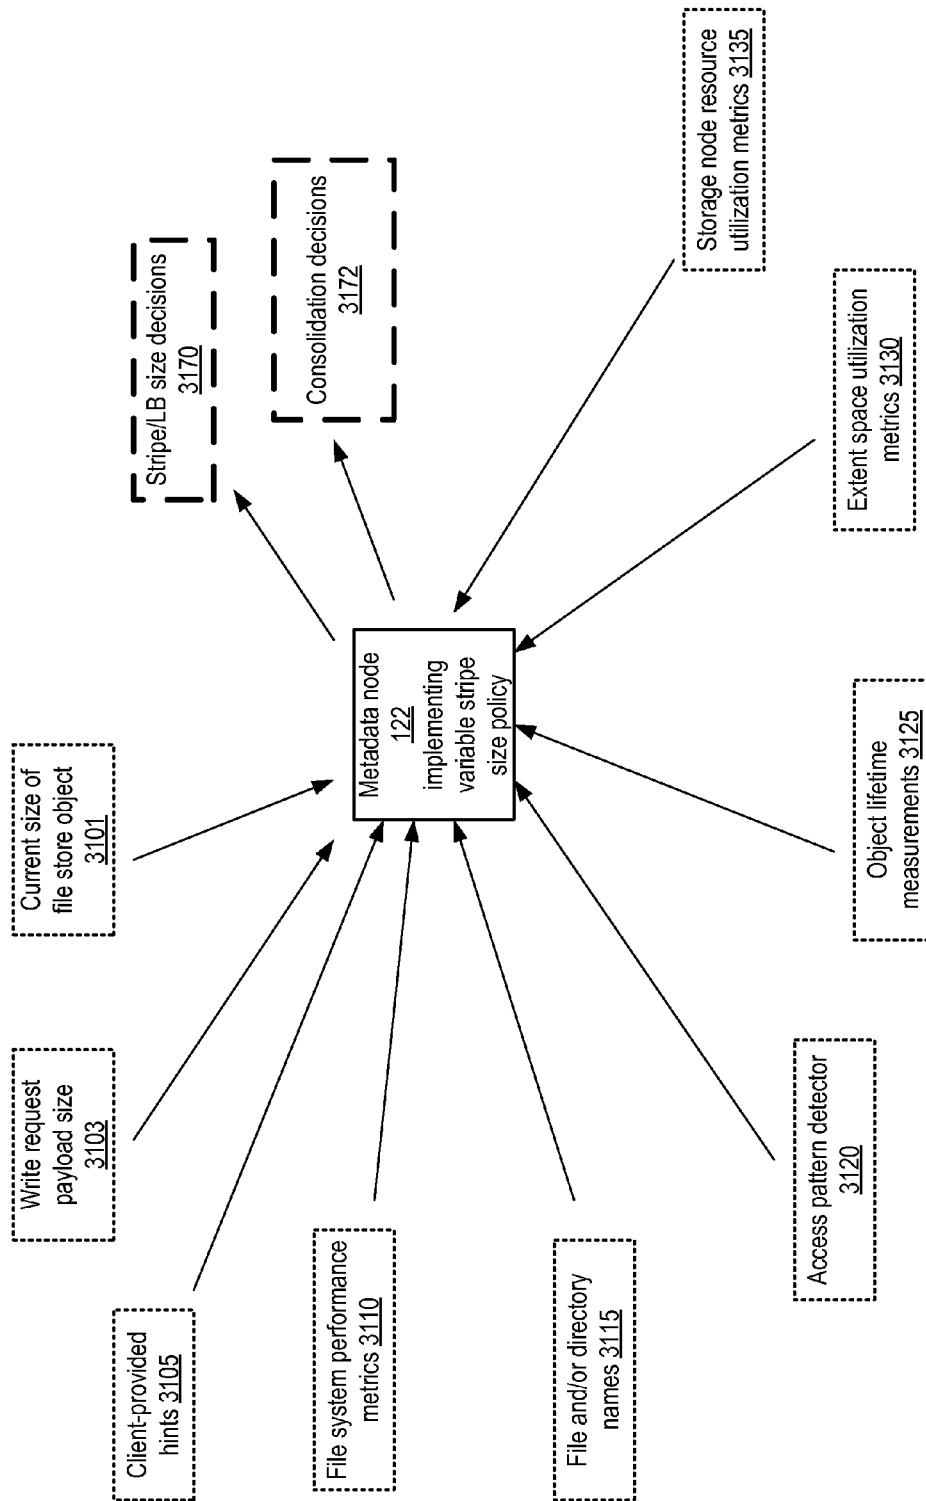 Current size of
file store object
3101
Write request
payload size
3103
Client-provided
hints 3105
File system performance
metrics 3110
File and/or directory
names 3115
Access pattern detector
3120
Object lifetime
measurements 3125
Extent space utilization
metrics 3130
Storage node resource
utilization metrics 3135
Metadata node
122
implementing
variable stripe
size policy
Stripe/LB size decisions
3170
Consolidation decisions
3172